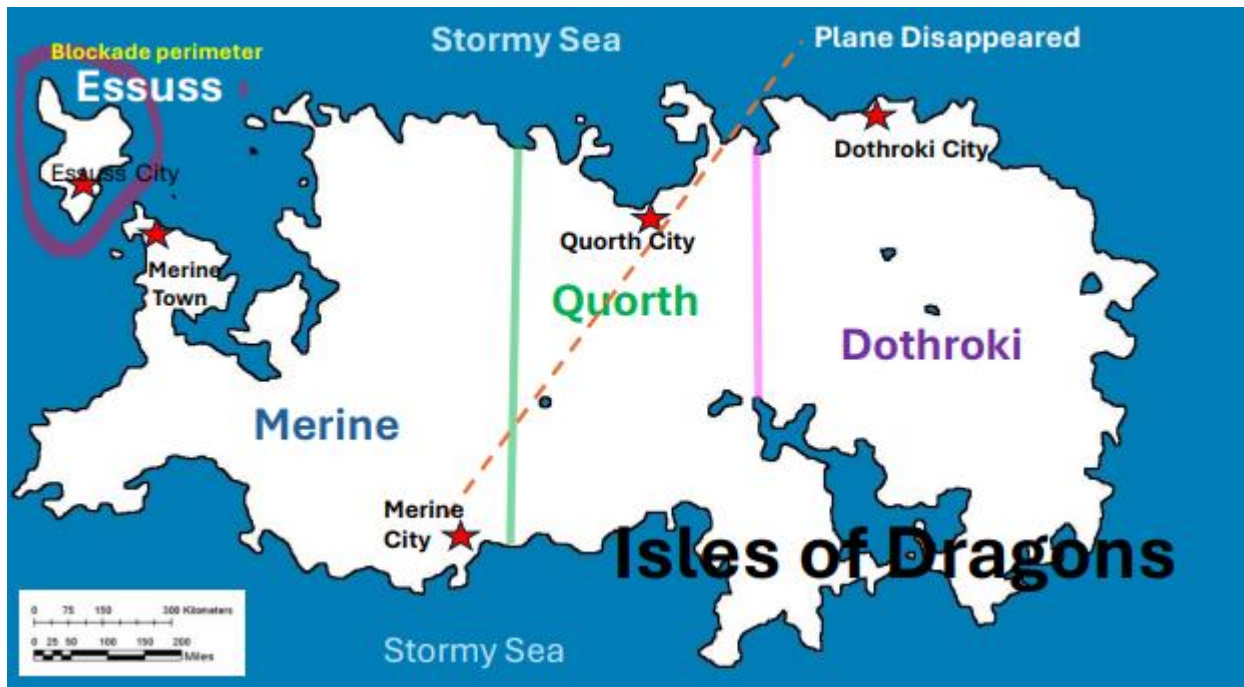 Blockade perimeter
Essuss
Stormy Sea
Plane Disappeared
Dothroki City
Essuss City
Quorth City
Merine
Town
Quorth
Dothroki
Merine
Merine
City
Isles of Dragons
Stormy Sea
0 75 150 300 Kilometers
0 25 50 100 150 200
Miles